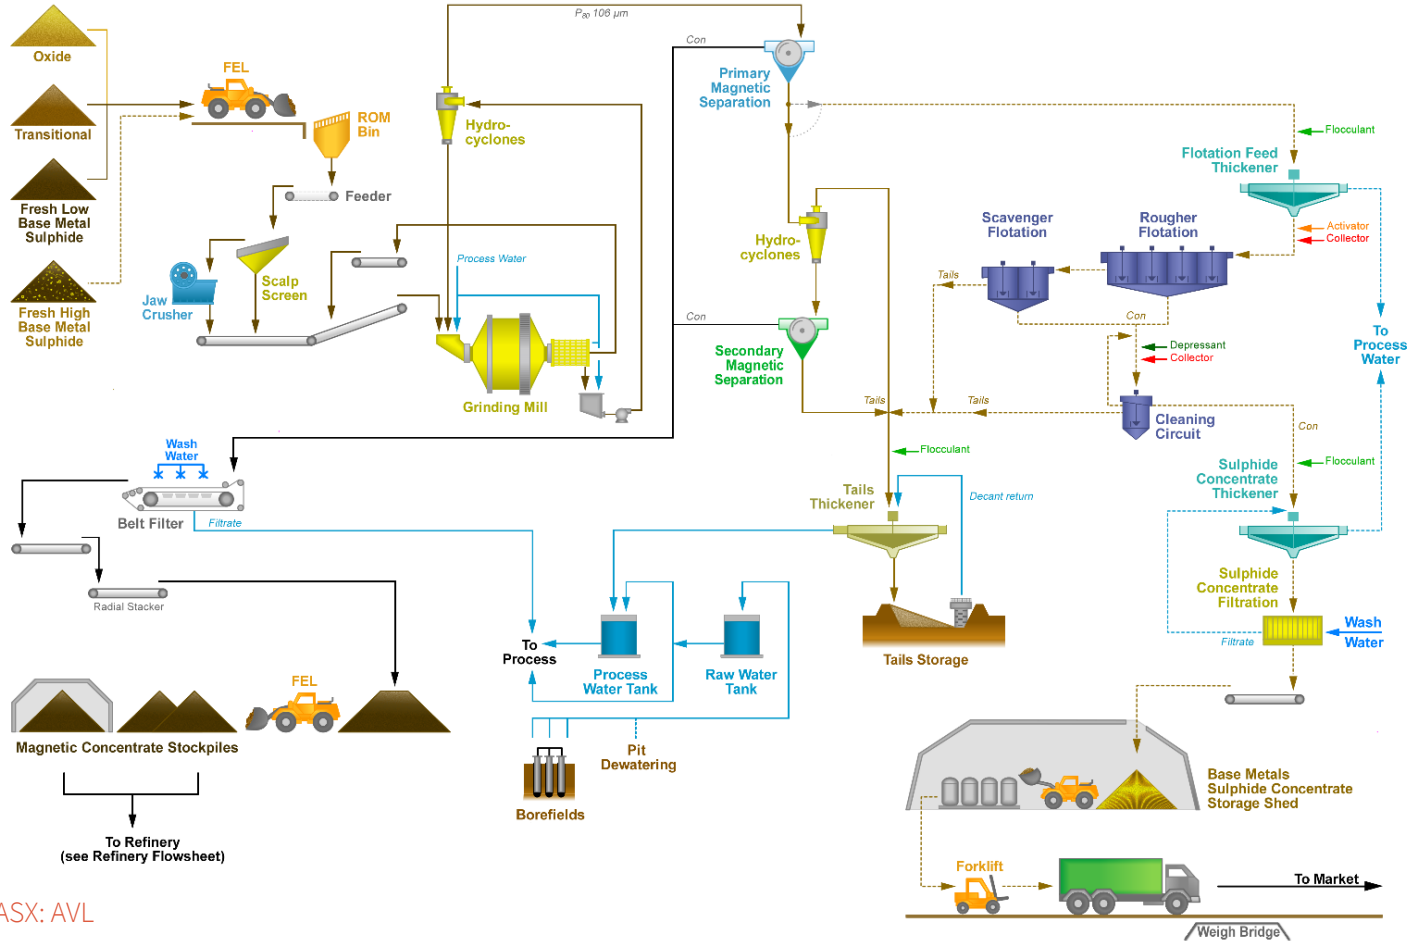 P80 106 µm
Con
Oxide
FEL
Primary
Magnetic
Separation
Transitional
ROM
Bin
Hydro-
cyclones
Flocculant
Flotation Feed
Thickener
Feeder
Fresh Low
Base Metal
Sulphide
Scavenger
Flotation
Rougher
Flotation
Activator
Collector
Hydro-
cyclones
Process Water
Tails
Scalp
Screen
Jaw
Crusher
Fresh High
Base Metal
Sulphide
Con
Con
To
Process
Water
Depressant
Collector
Secondary
Magnetic
Separation
Grinding Mill
Tails
Tails
Cleaning
Circuit
Con
Wash
Water
Flocculant
Flocculant
Sulphide
Concentrate
Thickener
Tails
Thickener
Decant return
Belt Filter
Filtrate
Sulphide
Concentrate
Filtration
Radial Stacker
Wash
Water
Filtrate
To
Process
Process
Water Tank
Raw Water
Tank
Tails Storage
FEL
Magnetic Concentrate Stockpiles
Pit
Dewatering
Borefields
Base Metals
Sulphide Concentrate
Storage Shed
To Refinery
(see Refinery Flowsheet)
Forklift
To Market
ASX: AVL
Weigh Bridge